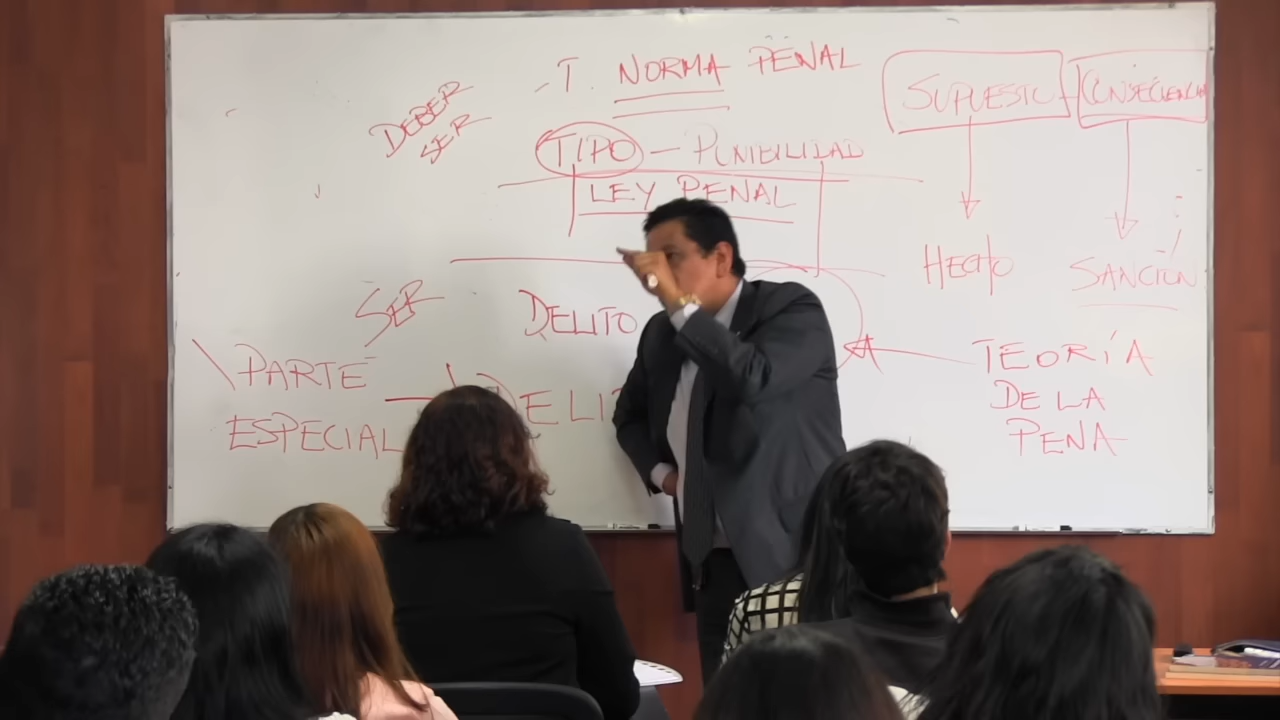 T. NORMA PENAL
DEBER
SER
TIPO — PUNIBILIDAD
LEY PENAL
SUPUESTO
CONSECUENCIA
HECHO
SANCIÓN
SER
DELITO
PARTE
ESPECIAL
TEORÍA
DE LA
PENA